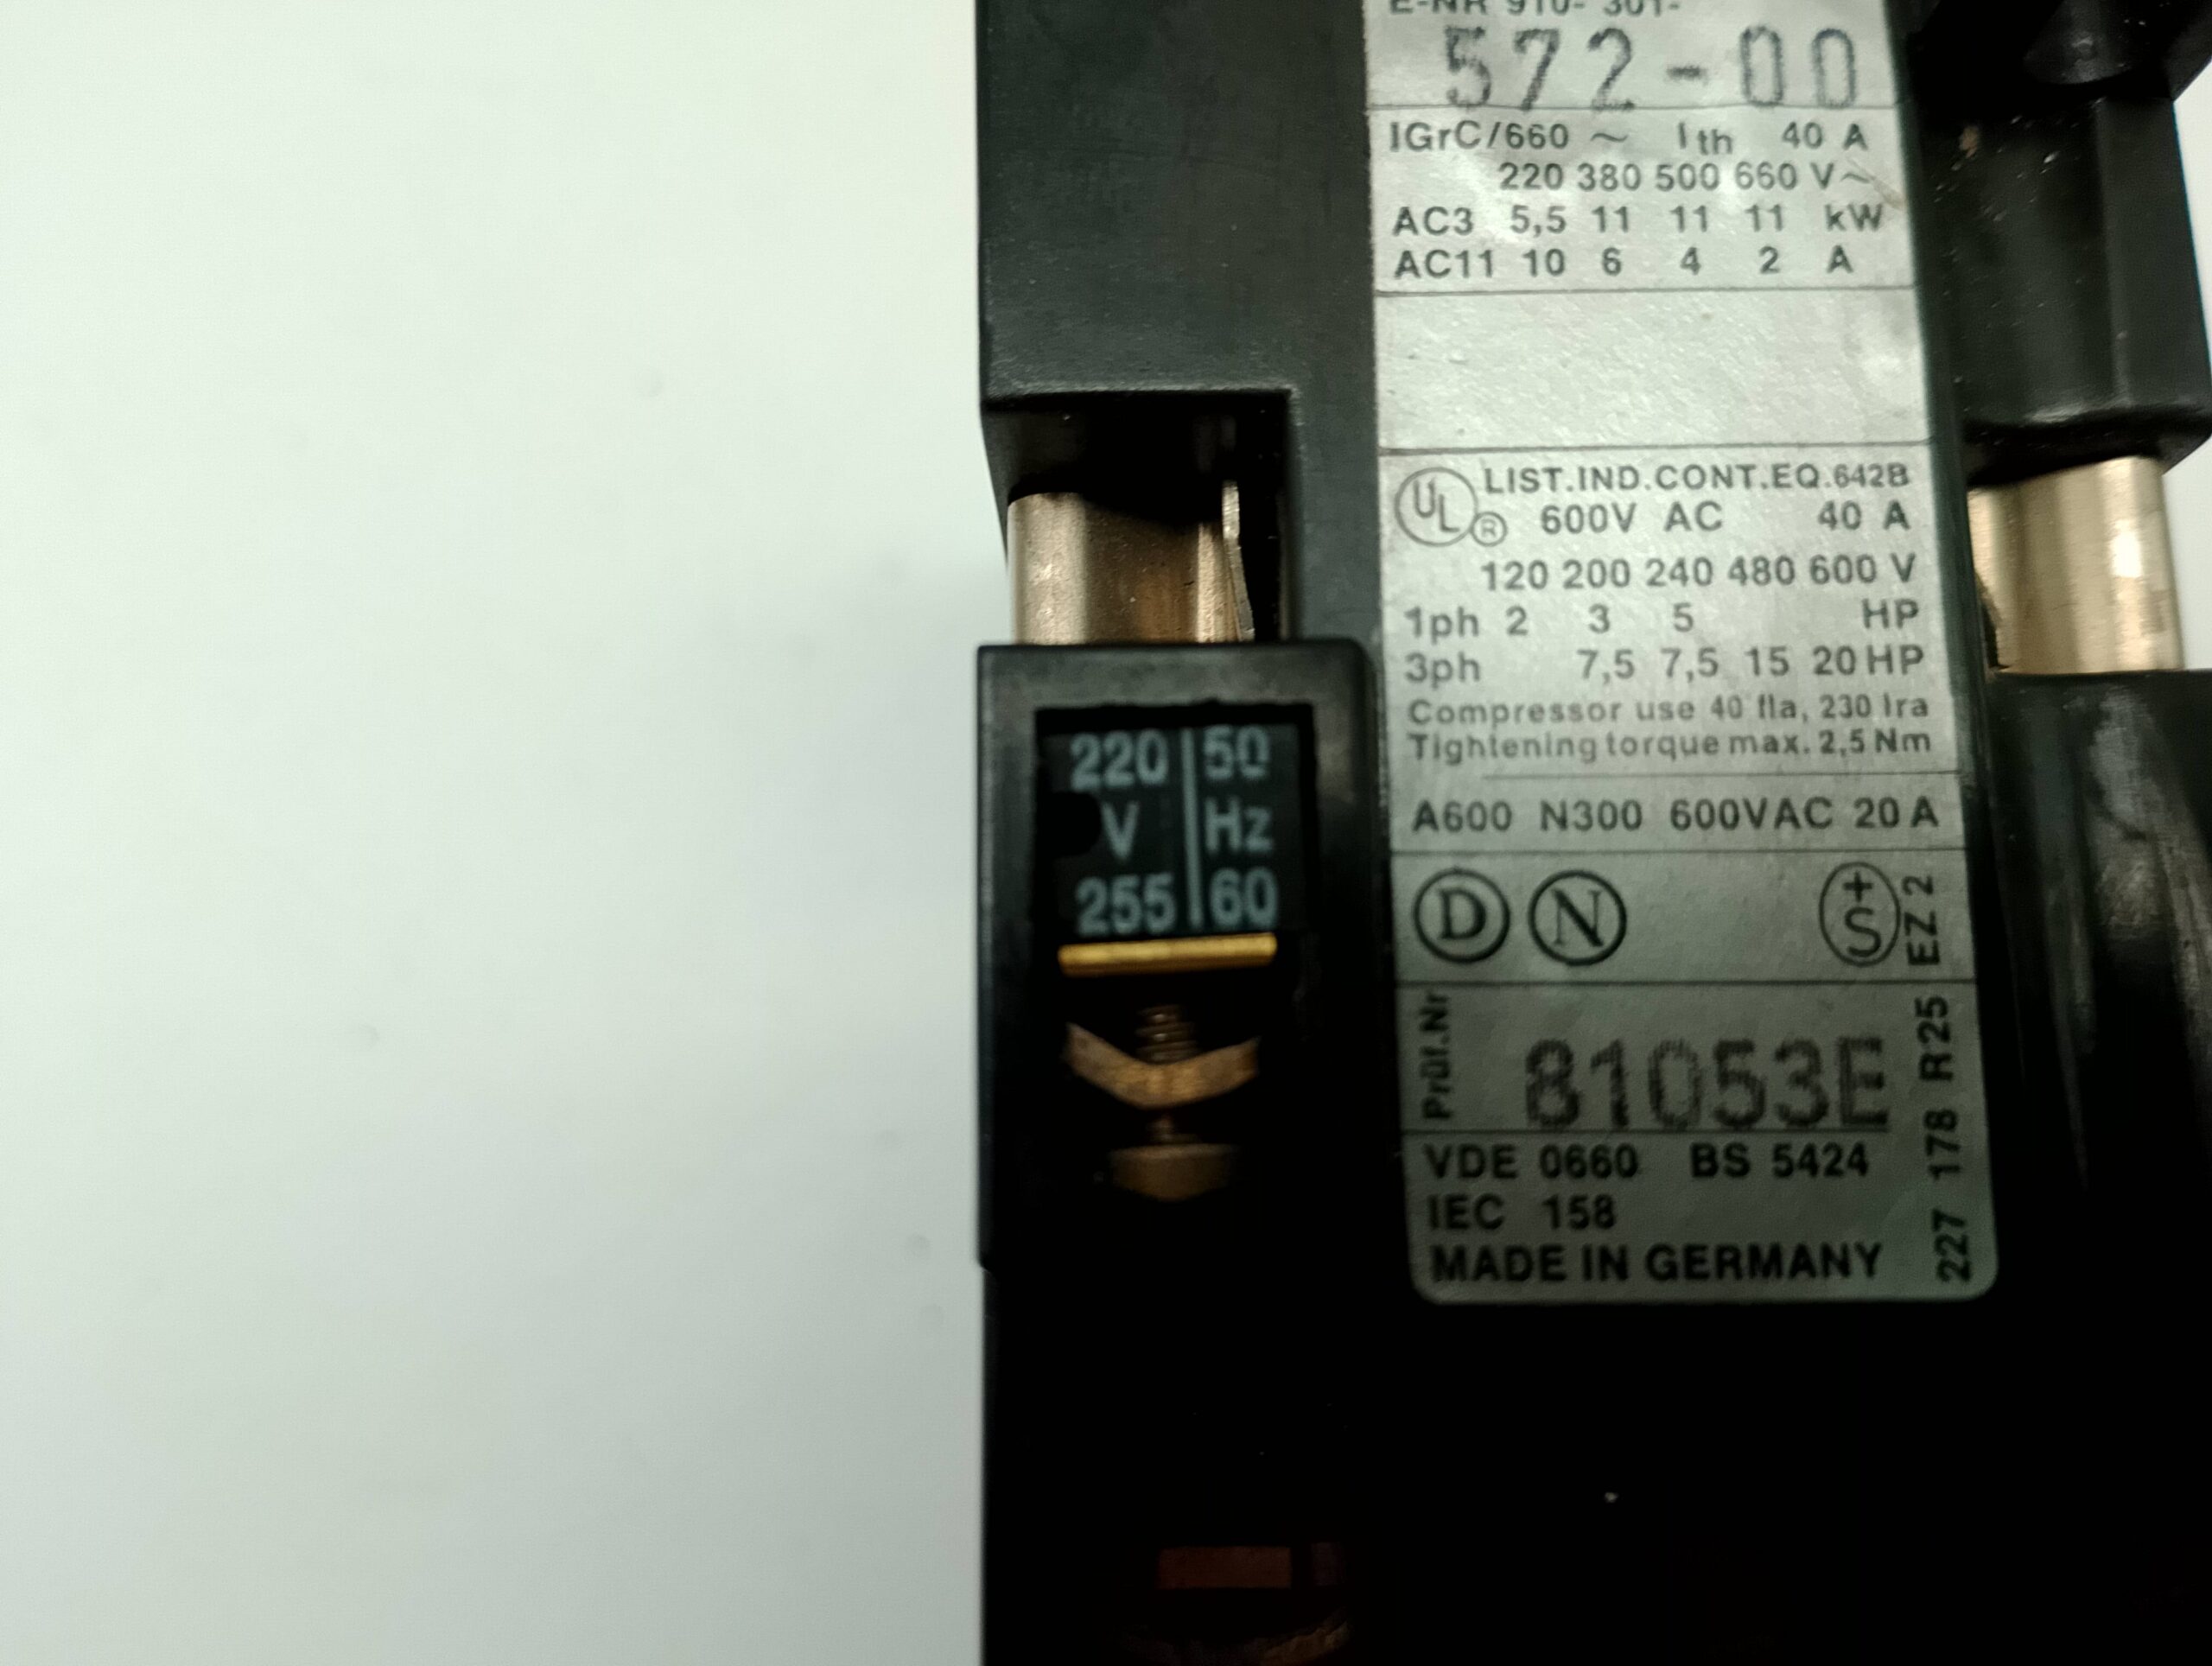 E-NR 910- 301-
572-00
IGrC/660 ~ Ith 40 A
220 380 500 660 V~
AC3 5,5 11 11 11 kW
AC11 10 6 4 2 A
UL ® LIST.IND.CONT.EQ.642B
600V AC 40 A
120 200 240 480 600 V
1ph 2 3 5 HP
3ph 7,5 7,5 15 20 HP
Compressor use 40 fla, 230 lra
Tightening torque max. 2,5 Nm
A600 N300 600VAC 20 A
D N +S EZ 2
Prüf.Nr 81053E
227 178 R25
VDE 0660 BS 5424
IEC 158
MADE IN GERMANY
220 50
V Hz
255 60